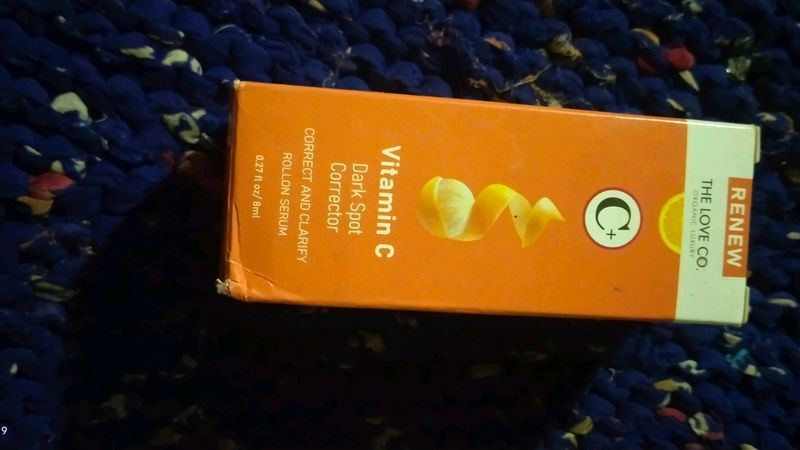 RENEW
THE LOVE CO.
ORGANIC LUXURY
C+
Vitamin C
Dark Spot
Corrector
CORRECT AND CLARIFY
ROLLON SERUM
0.27 fl oz/ 8ml
9